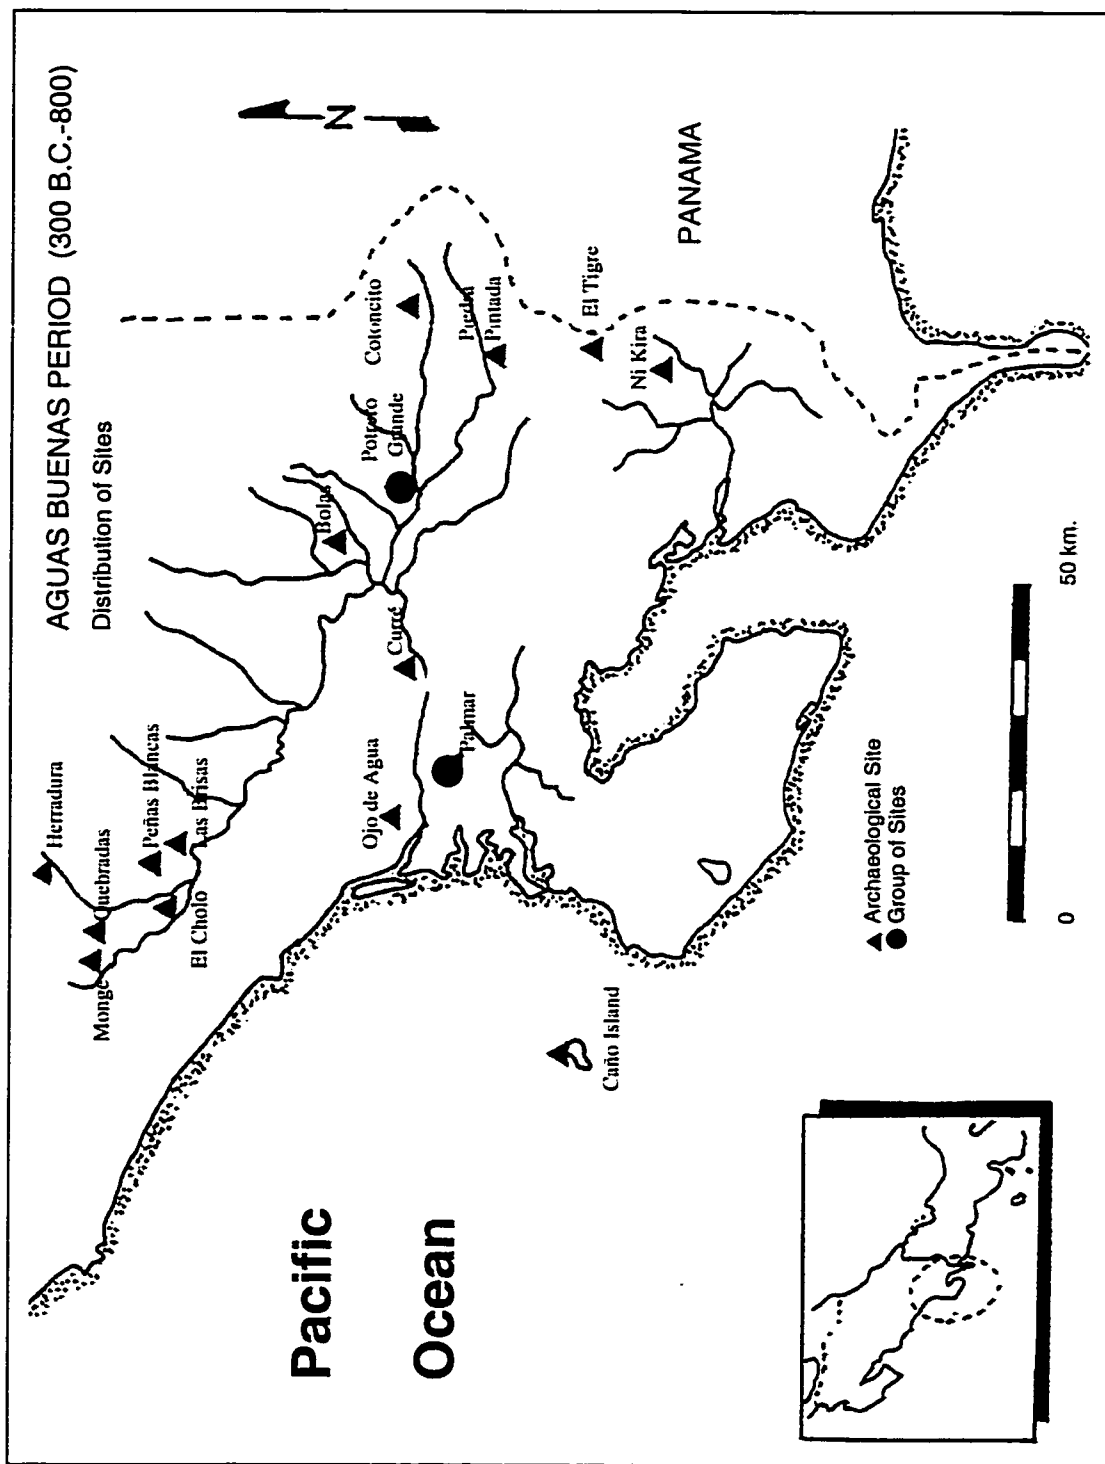 AGUAS BUENAS PERIOD (300 B.C.-800)
Distribution of Sites
N
Herradura
Monge
Quebradas
Peñas Blancas
Las Brisas
El Cholo
Bolas
Potrero
Grande
Cotoncito
Piedra
Pintada
Curré
Ojo de Agua
Palmar
El Tigre
Ni Kira
PANAMA
Caño Island
Pacific
Ocean
Archaeological Site
Group of Sites
0
50 km.